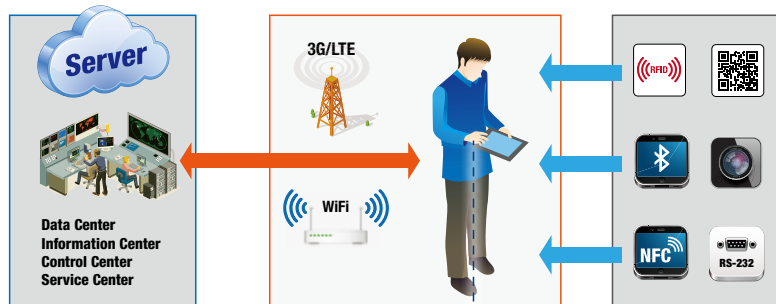 Server
Data Center
Information Center
Control Center
Service Center
3G/LTE
WiFi
RFID
NFC
RS-232